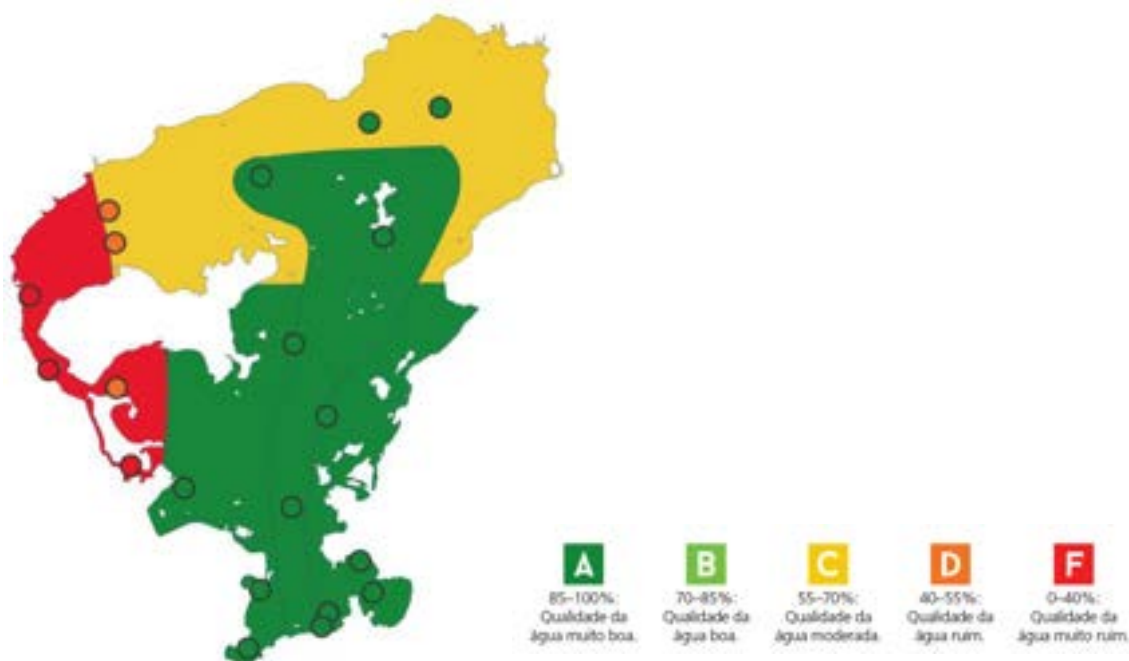 A
85–100%:
Qualidade da
água muito boa.
B
70–85%:
Qualidade da
água boa.
C
55–70%:
Qualidade da
água moderada.
D
40–55%:
Qualidade da
água ruim.
F
0–40%:
Qualidade da
água muito ruim.